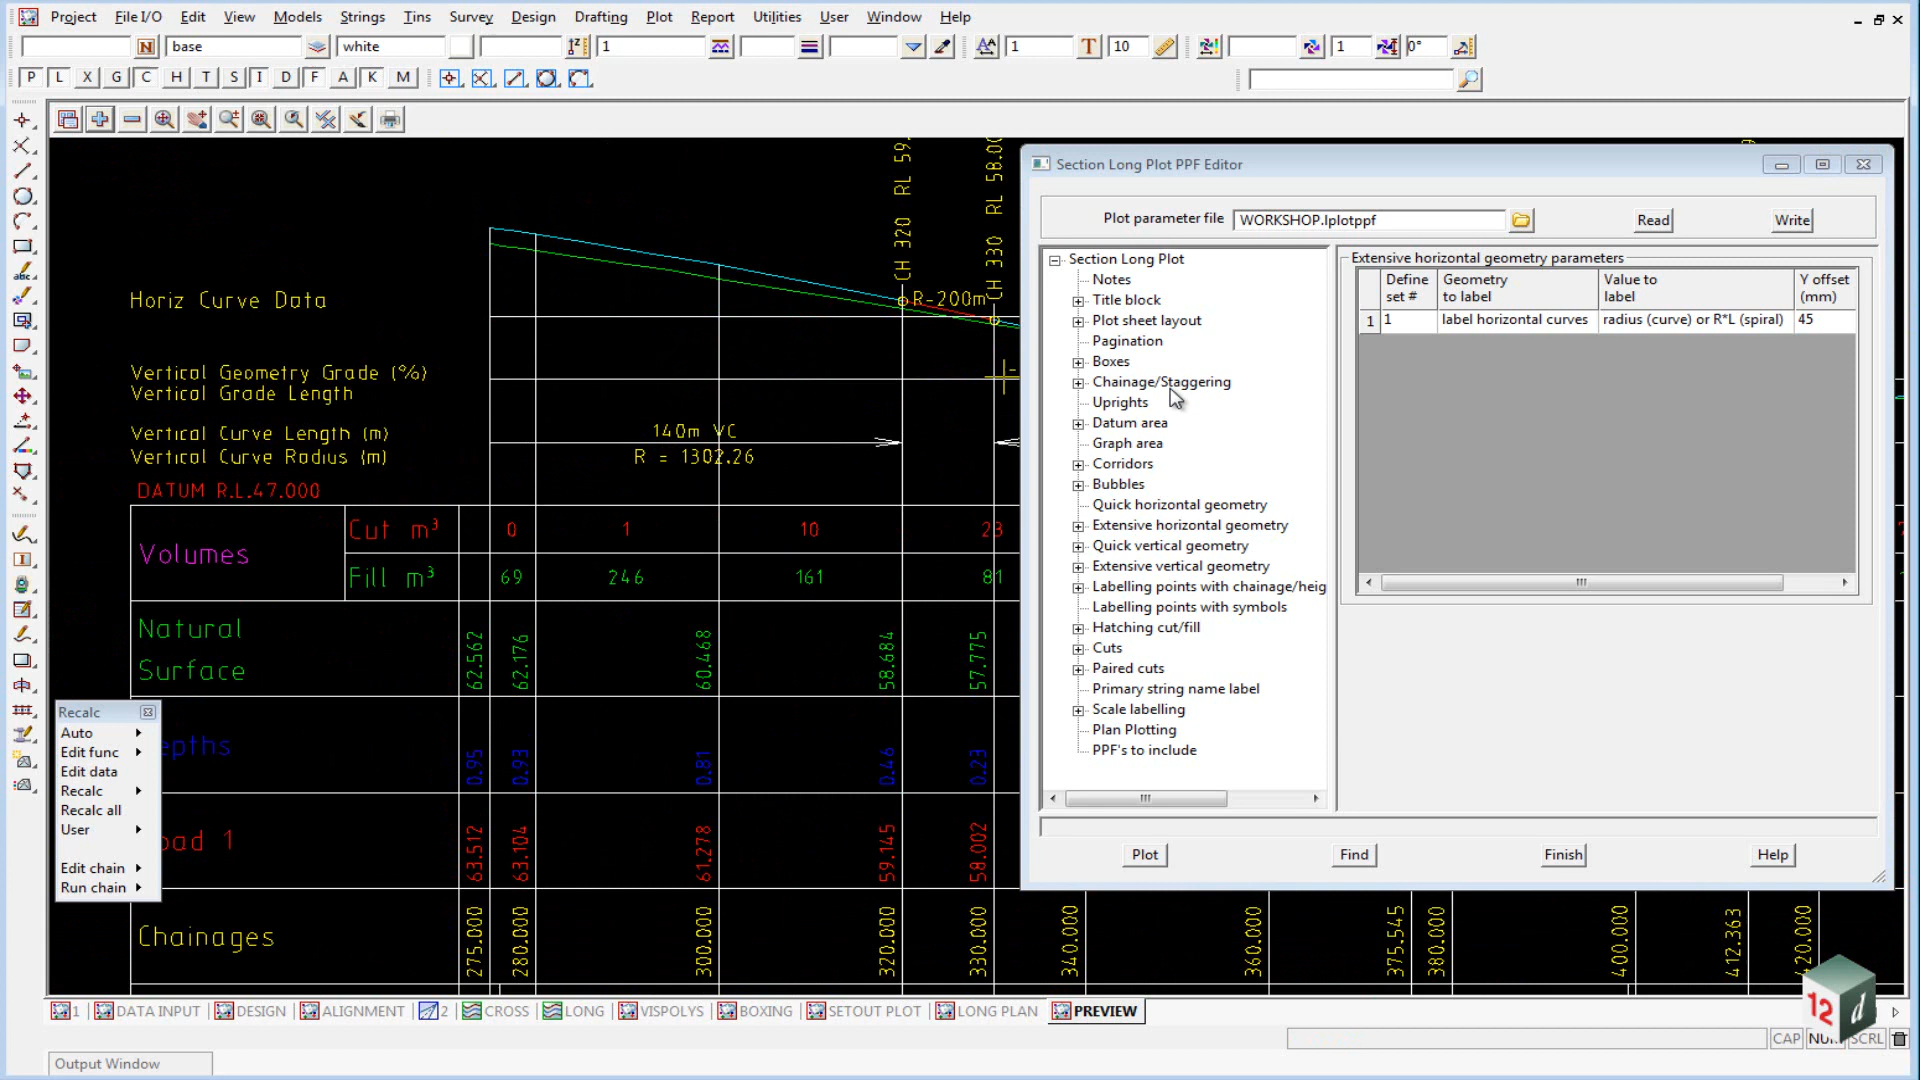 Project File I/O Edit View Models Strings Tins Survey Design Drafting Plot Report Utilities User Window Help
N base white 1 T 1 10 1 0°
P L X G C H T S I D F A K M
Section Long Plot PPF Editor
Plot parameter file WORKSHOP.lplotppf Read Write
Section Long Plot
Notes
Title block
Plot sheet layout
Pagination
Boxes
Chainage/Staggering
Uprights
Datum area
Graph area
Corridors
Bubbles
Quick horizontal geometry
Extensive horizontal geometry
Quick vertical geometry
Extensive vertical geometry
Labelling points with chainage/heig
Labelling points with symbols
Hatching cut/fill
Cuts
Paired cuts
Primary string name label
Scale labelling
Plan Plotting
PPF's to include
Extensive horizontal geometry parameters
Define set # Geometry to label Value to label Y offset (mm)
1 1 label horizontal curves radius (curve) or R*L (spiral) 45
Plot Find Finish Help
CH 320 RL 59.
CH 330 RL 58.00
R-200m
Horiz Curve Data
Vertical Geometry Grade (%)
Vertical Grade Length
Vertical Curve Length (m)
Vertical Curve Radius (m)
140m VC
R = 1302.26
DATUM R.L.47.000
Volumes
Cut m³ 0 1 10 23
Fill m³ 69 246 161 81
Natural
Surface
62.562 62.176 60.468 58.684 57.775
epths
0.95 0.93 0.81 0.46 0.23
oad 1
63.512 63.104 61.278 59.145 58.002
Chainages
275.000 280.000 300.000 320.000 330.000 340.000 360.000 375.545 380.000 400.000 412.363 420.000
Recalc
Auto
Edit func
Edit data
Recalc
Recalc all
User
Edit chain
Run chain
1 DATA INPUT DESIGN ALIGNMENT 2 CROSS LONG VISPOLYS BOXING SETOUT PLOT LONG PLAN PREVIEW
12 d
CAP NUM SCRL
Output Window